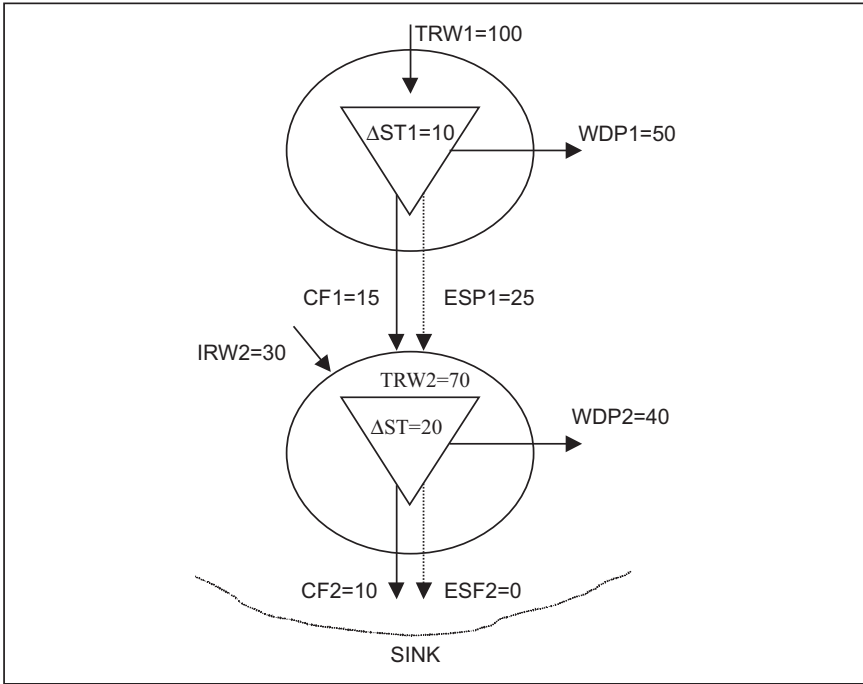 TRW1=100
ΔST1=10
WDP1=50
CF1=15
ESP1=25
IRW2=30
TRW2=70
ΔST=20
WDP2=40
CF2=10
ESF2=0
SINK